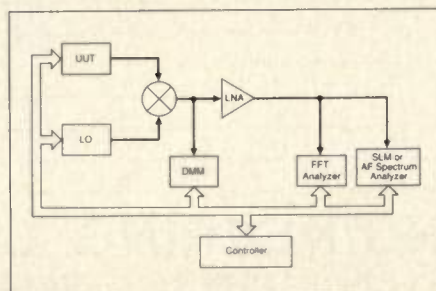 UUT
LNA
LO
DMM
FFT
Analyzer
SLM or
AF Spectrum
Analyzer
Controller